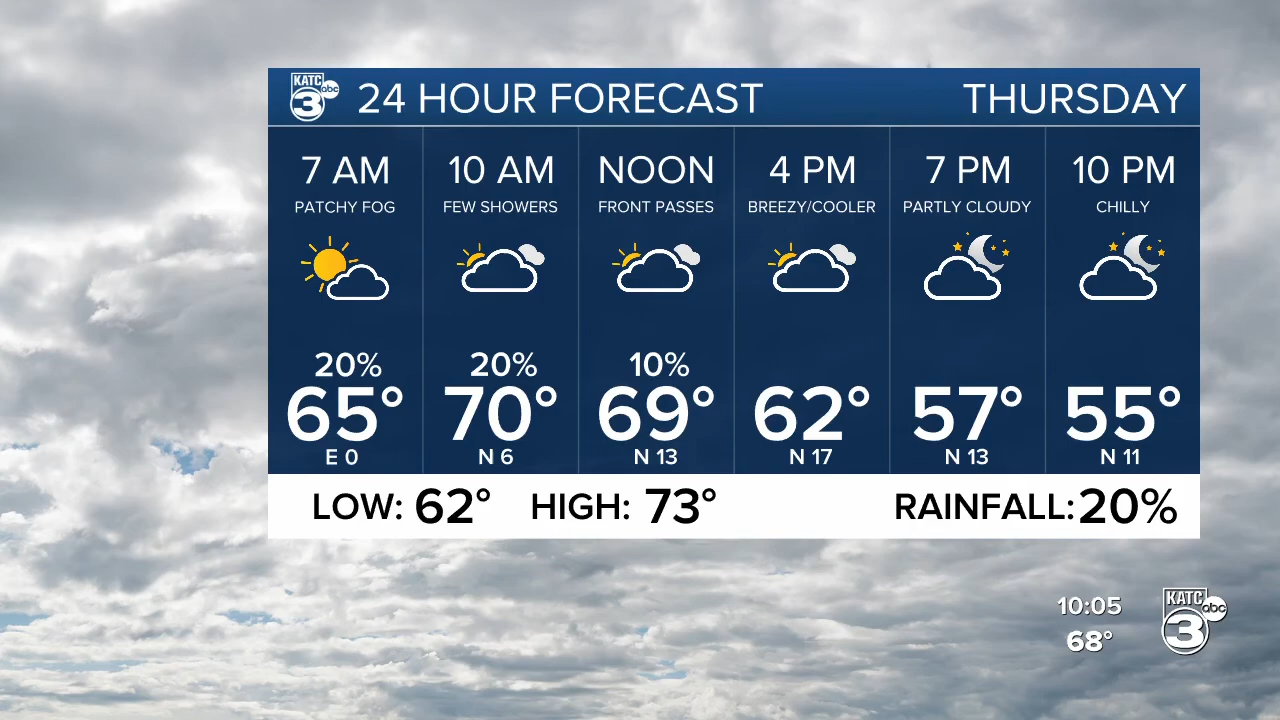 KATC 3 abc 24 HOUR FORECAST THURSDAY
7 AM 10 AM NOON 4 PM 7 PM 10 PM
PATCHY FOG FEW SHOWERS FRONT PASSES BREEZY/COOLER PARTLY CLOUDY CHILLY
20% 20% 10%
65° 70° 69° 62° 57° 55°
E 0 N 6 N 13 N 17 N 13 N 11
LOW: 62° HIGH: 73° RAINFALL: 20%
10:05 KATC
68° 3 abc